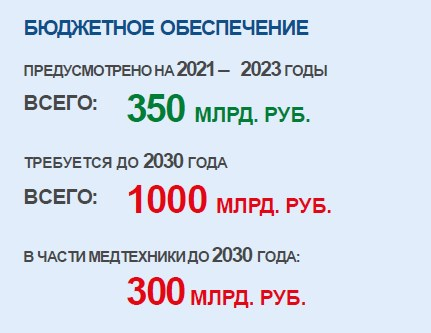 БЮДЖЕТНОЕ ОБЕСПЕЧЕНИЕ
ПРЕДУСМОТРЕНО НА 2021 – 2023 ГОДЫ
ВСЕГО: 350 МЛРД. РУБ.
ТРЕБУЕТСЯ ДО 2030 ГОДА
ВСЕГО: 1000 МЛРД. РУБ.
В ЧАСТИ МЕДТЕХНИКИ ДО 2030 ГОДА:
300 МЛРД. РУБ.